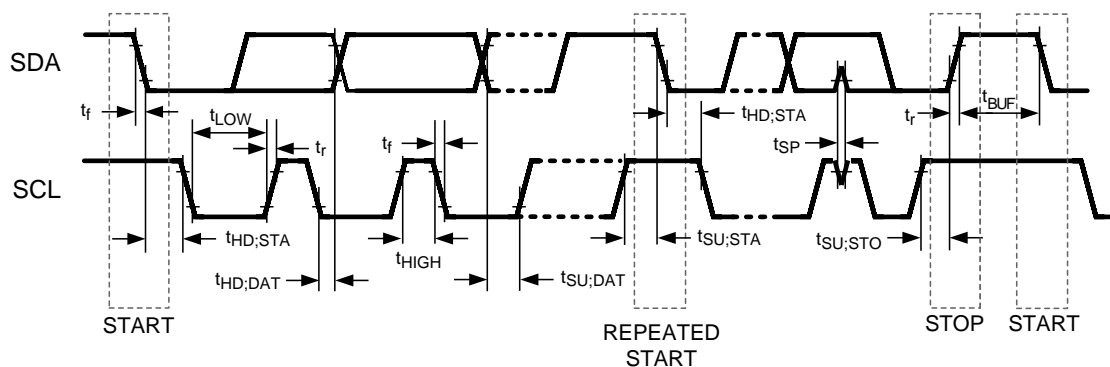 SDA
t_f
t_LOW
t_r
t_f
t_HD;STA
t_SP
t_r
t_BUF
SCL
t_HD;STA
t_HD;DAT
t_HIGH
t_SU;DAT
t_SU;STA
t_SU;STO
START
REPEATED
START
STOP
START